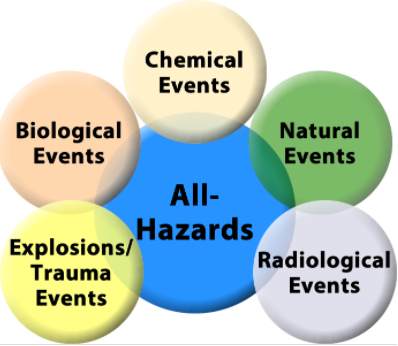 Chemical
Events
Biological
Events
Natural
Events
All-
Hazards
Explosions/
Trauma
Events
Radiological
Events